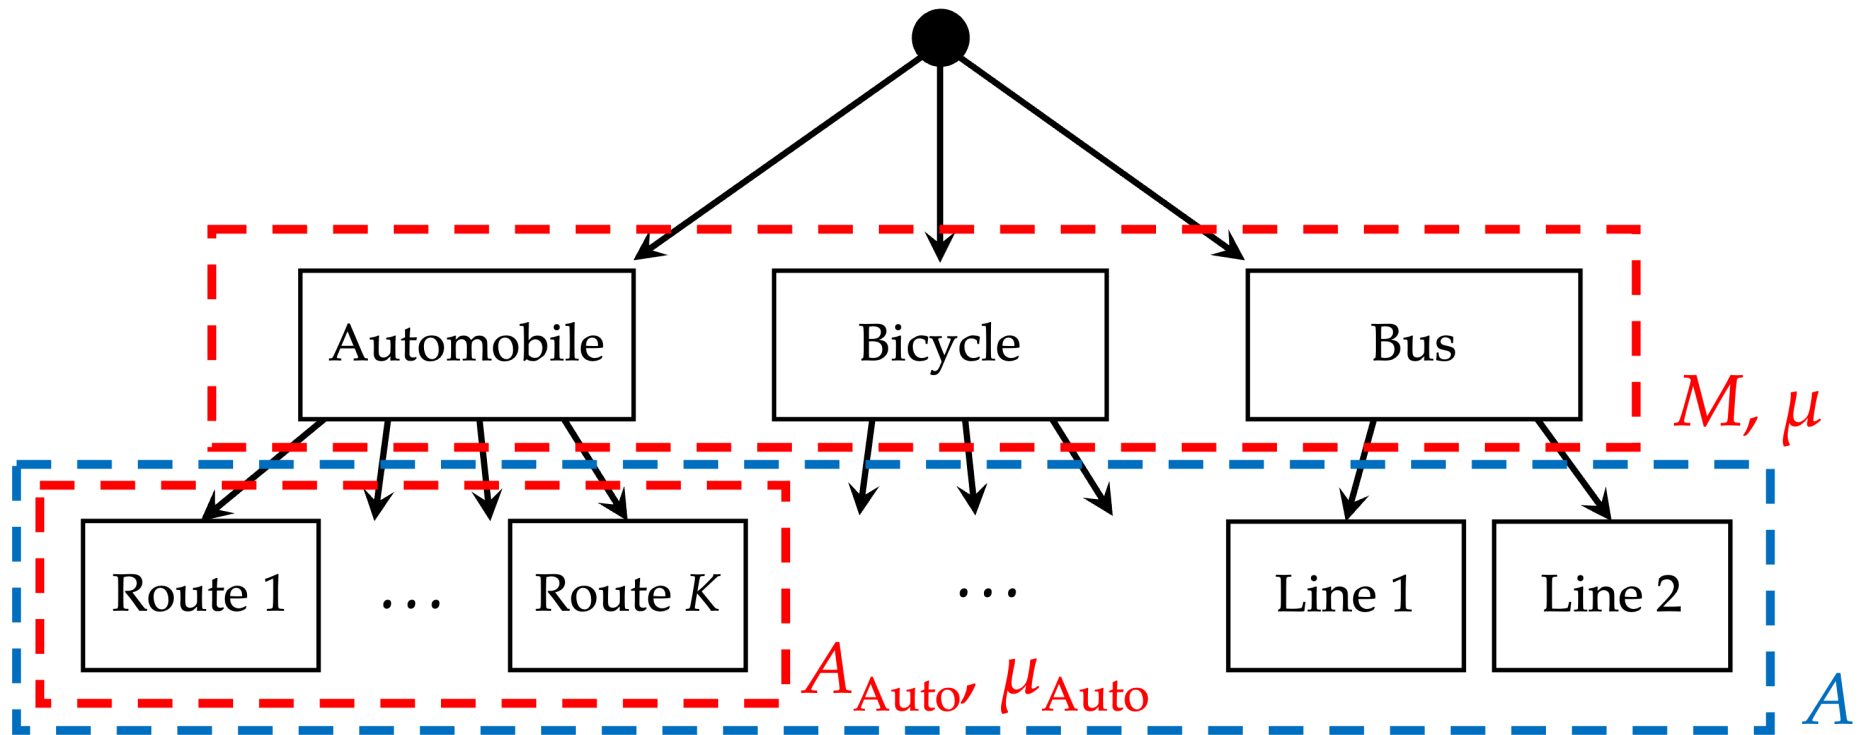 Automobile
Bicycle
Bus
M, μ
Route 1
...
Route K
...
Line 1
Line 2
A_Auto, μ_Auto
A